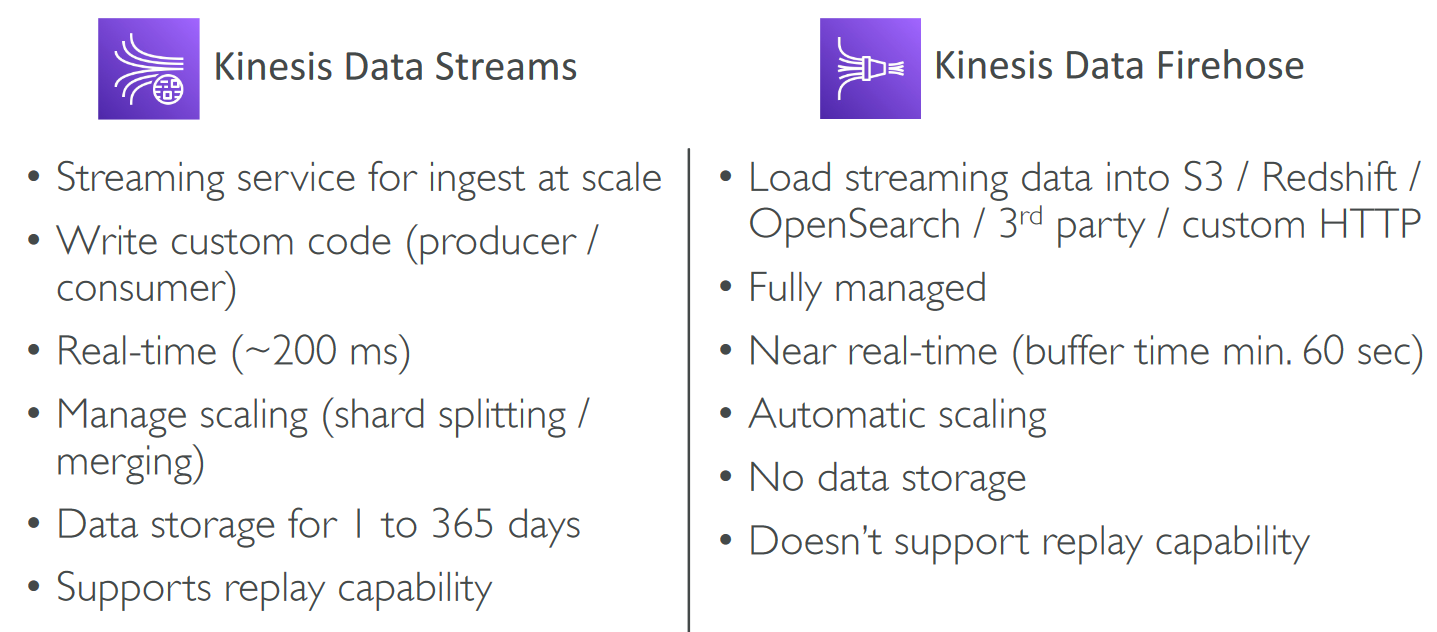 Kinesis Data Streams
• Streaming service for ingest at scale
• Write custom code (producer /
consumer)
• Real-time (~200 ms)
• Manage scaling (shard splitting /
merging)
• Data storage for 1 to 365 days
• Supports replay capability
Kinesis Data Firehose
• Load streaming data into S3 / Redshift /
OpenSearch / 3rd party / custom HTTP
• Fully managed
• Near real-time (buffer time min. 60 sec)
• Automatic scaling
• No data storage
• Doesn’t support replay capability